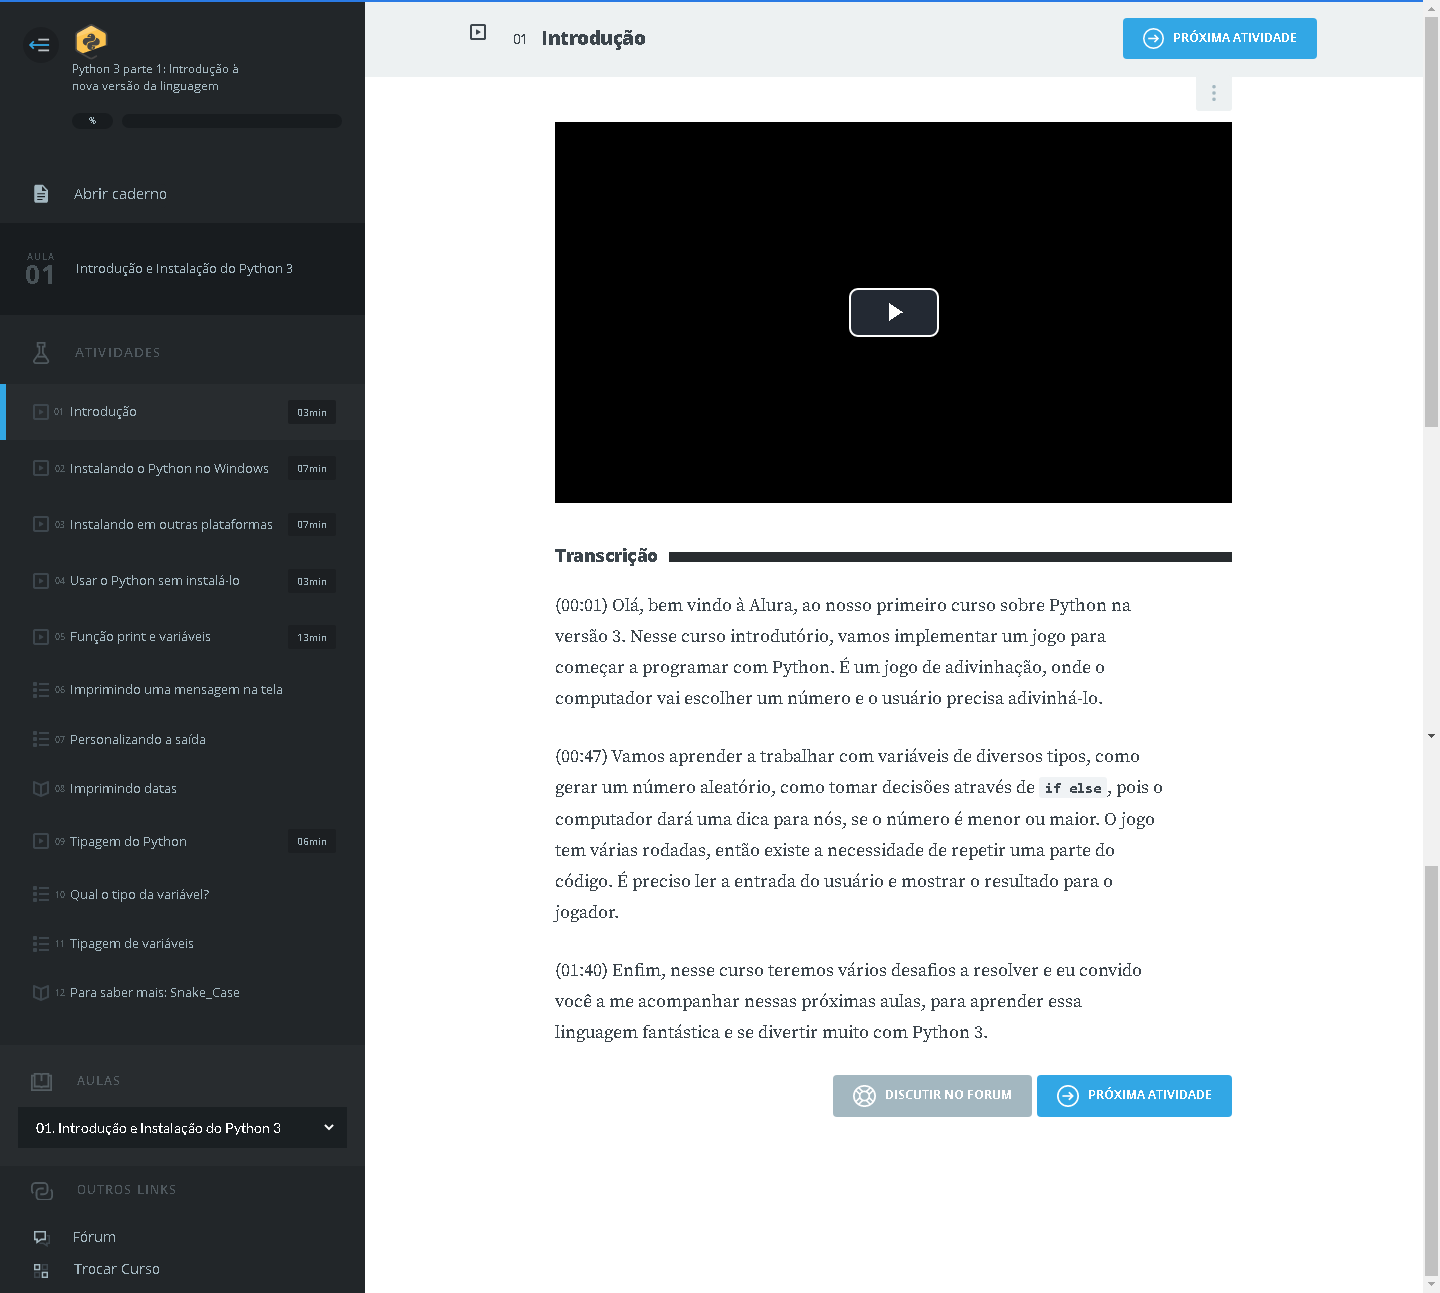 Python 3 parte 1: Introdução à
nova versão da linguagem
%
Abrir caderno
AULA
01
Introdução e Instalação do Python 3
ATIVIDADES
01 Introdução 03min
02 Instalando o Python no Windows 07min
03 Instalando em outras plataformas 07min
04 Usar o Python sem instalá-lo 03min
05 Função print e variáveis 13min
06 Imprimindo uma mensagem na tela
07 Personalizando a saída
08 Imprimindo datas
09 Tipagem do Python 06min
10 Qual o tipo da variável?
11 Tipagem de variáveis
12 Para saber mais: Snake_Case
AULAS
01. Introdução e Instalação do Python 3
OUTROS LINKS
Fórum
Trocar Curso
01 Introdução
PRÓXIMA ATIVIDADE
Transcrição
(00:01) Olá, bem vindo à Alura, ao nosso primeiro curso sobre Python na
versão 3. Nesse curso introdutório, vamos implementar um jogo para
começar a programar com Python. É um jogo de adivinhação, onde o
computador vai escolher um número e o usuário precisa adivinhá-lo.
(00:47) Vamos aprender a trabalhar com variáveis de diversos tipos, como
gerar um número aleatório, como tomar decisões através de if else, pois o
computador dará uma dica para nós, se o número é menor ou maior. O jogo
tem várias rodadas, então existe a necessidade de repetir uma parte do
código. É preciso ler a entrada do usuário e mostrar o resultado para o
jogador.
(01:40) Enfim, nesse curso teremos vários desafios a resolver e eu convido
você a me acompanhar nessas próximas aulas, para aprender essa
linguagem fantástica e se divertir muito com Python 3.
DISCUTIR NO FORUM
PRÓXIMA ATIVIDADE